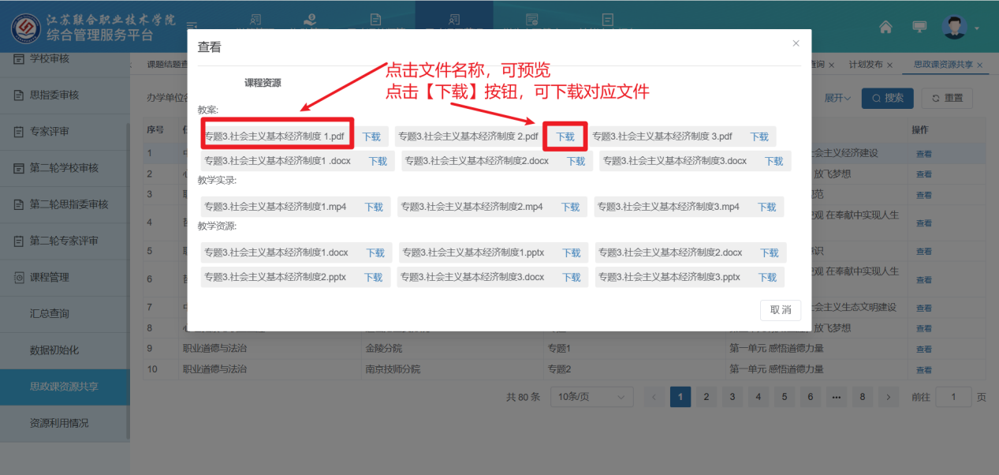 江苏联合职业技术学院
综合管理服务平台
学校审核
思指委审核
专家评审
第二轮学校审核
第二轮思指委审核
第二轮专家评审
课程管理
汇总查询
数据初始化
思政课资源共享
资源利用情况
计划发布 ×
思政课资源共享 ×
展开
搜索
重置
查看
×
点击文件名称，可预览
点击【下载】按钮，可下载对应文件
课程资源
教案:
专题3.社会主义基本经济制度 1.pdf 下载 专题3.社会主义基本经济制度 2.pdf 下载 专题3.社会主义基本经济制度 3.pdf 下载
专题3.社会主义基本经济制度1 .docx 下载 专题3.社会主义基本经济制度2.docx 下载 专题3.社会主义基本经济制度3.docx 下载
教学实录:
专题3.社会主义基本经济制度1.mp4 下载 专题3.社会主义基本经济制度2.mp4 下载 专题3.社会主义基本经济制度3.mp4 下载
教学资源:
专题3.社会主义基本经济制度1.docx 下载 专题3.社会主义基本经济制度1.pptx 下载 专题3.社会主义基本经济制度2.docx 下载
专题3.社会主义基本经济制度2.pptx 下载 专题3.社会主义基本经济制度3.docx 下载 专题3.社会主义基本经济制度3.pptx 下载
取消
序号 操作
1 会主义经济建设 查看
2 放飞梦想 查看
3 查看
4 观 在奉献中实现人生 查看
5 查看
6 观 在奉献中实现人生 查看
7 会主义生态文明建设 查看
8 放飞梦想 查看
9 职业道德与法治 金陵分院 专题1 第一单元 感悟道德力量 查看
10 职业道德与法治 南京技师分院 专题2 第一单元 感悟道德力量 查看
共 80 条 10条/页 < 1 2 3 4 5 6 ••• 8 > 前往 1 页